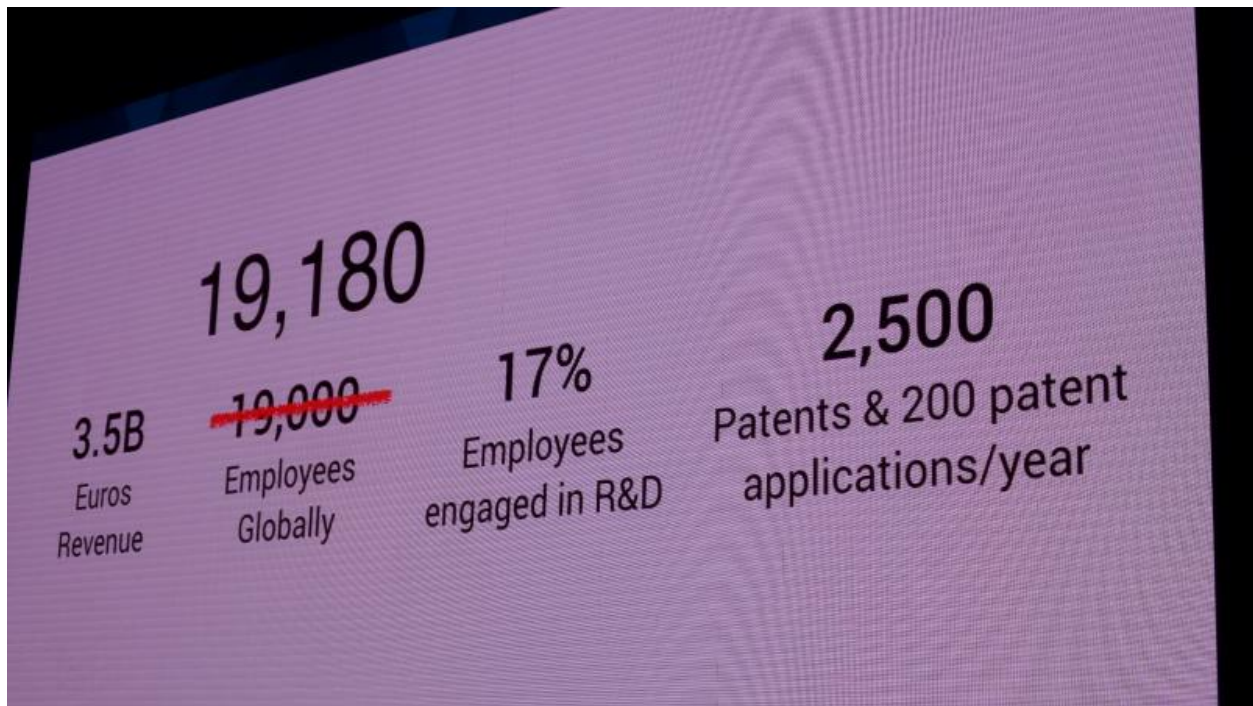 19,180
3.5B
Euros
Revenue
19,000
Employees
Globally
17%
Employees
engaged in R&D
2,500
Patents & 200 patent
applications/year